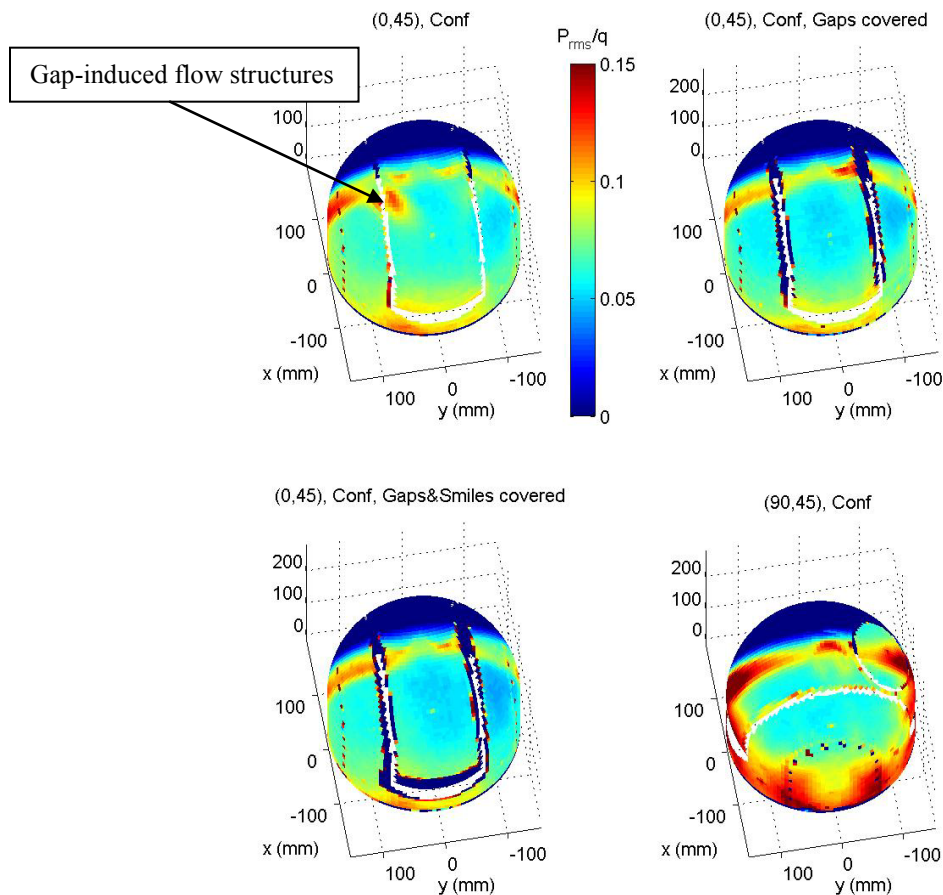 (0,45), Conf
(0,45), Conf, Gaps covered
Gap-induced flow structures
P_rms/q
0.15
0.1
0.05
0
100
0
100
0
-100
x (mm)
100
0
-100
y (mm)
200
100
0
100
0
-100
x (mm)
100
0
-100
y (mm)
(0,45), Conf, Gaps&Smiles covered
(90,45), Conf
200
100
0
100
0
-100
x (mm)
100
0
-100
y (mm)
200
100
0
100
0
-100
x (mm)
100
0
-100
y (mm)